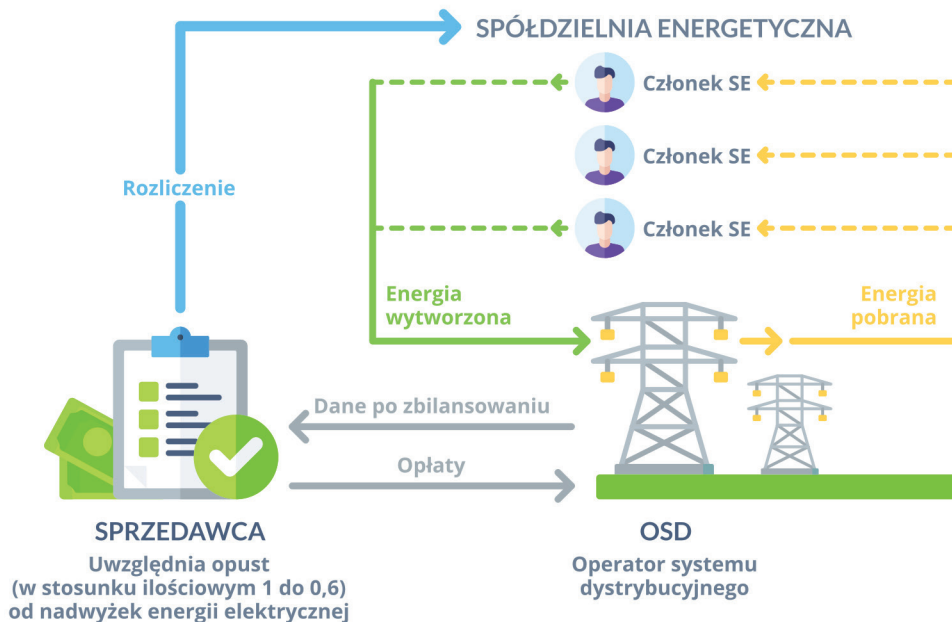 SPÓŁDZIELNIA ENERGETYCZNA
Członek SE
Członek SE
Członek SE
Rozliczenie
Energia
wytworzona
Energia
pobrana
Dane po zbilansowaniu
Opłaty
SPRZEDAWCA
Uwzględnia opust
(w stosunku ilościowym 1 do 0,6)
od nadwyżek energii elektrycznej
OSD
Operator systemu
dystrybucyjnego